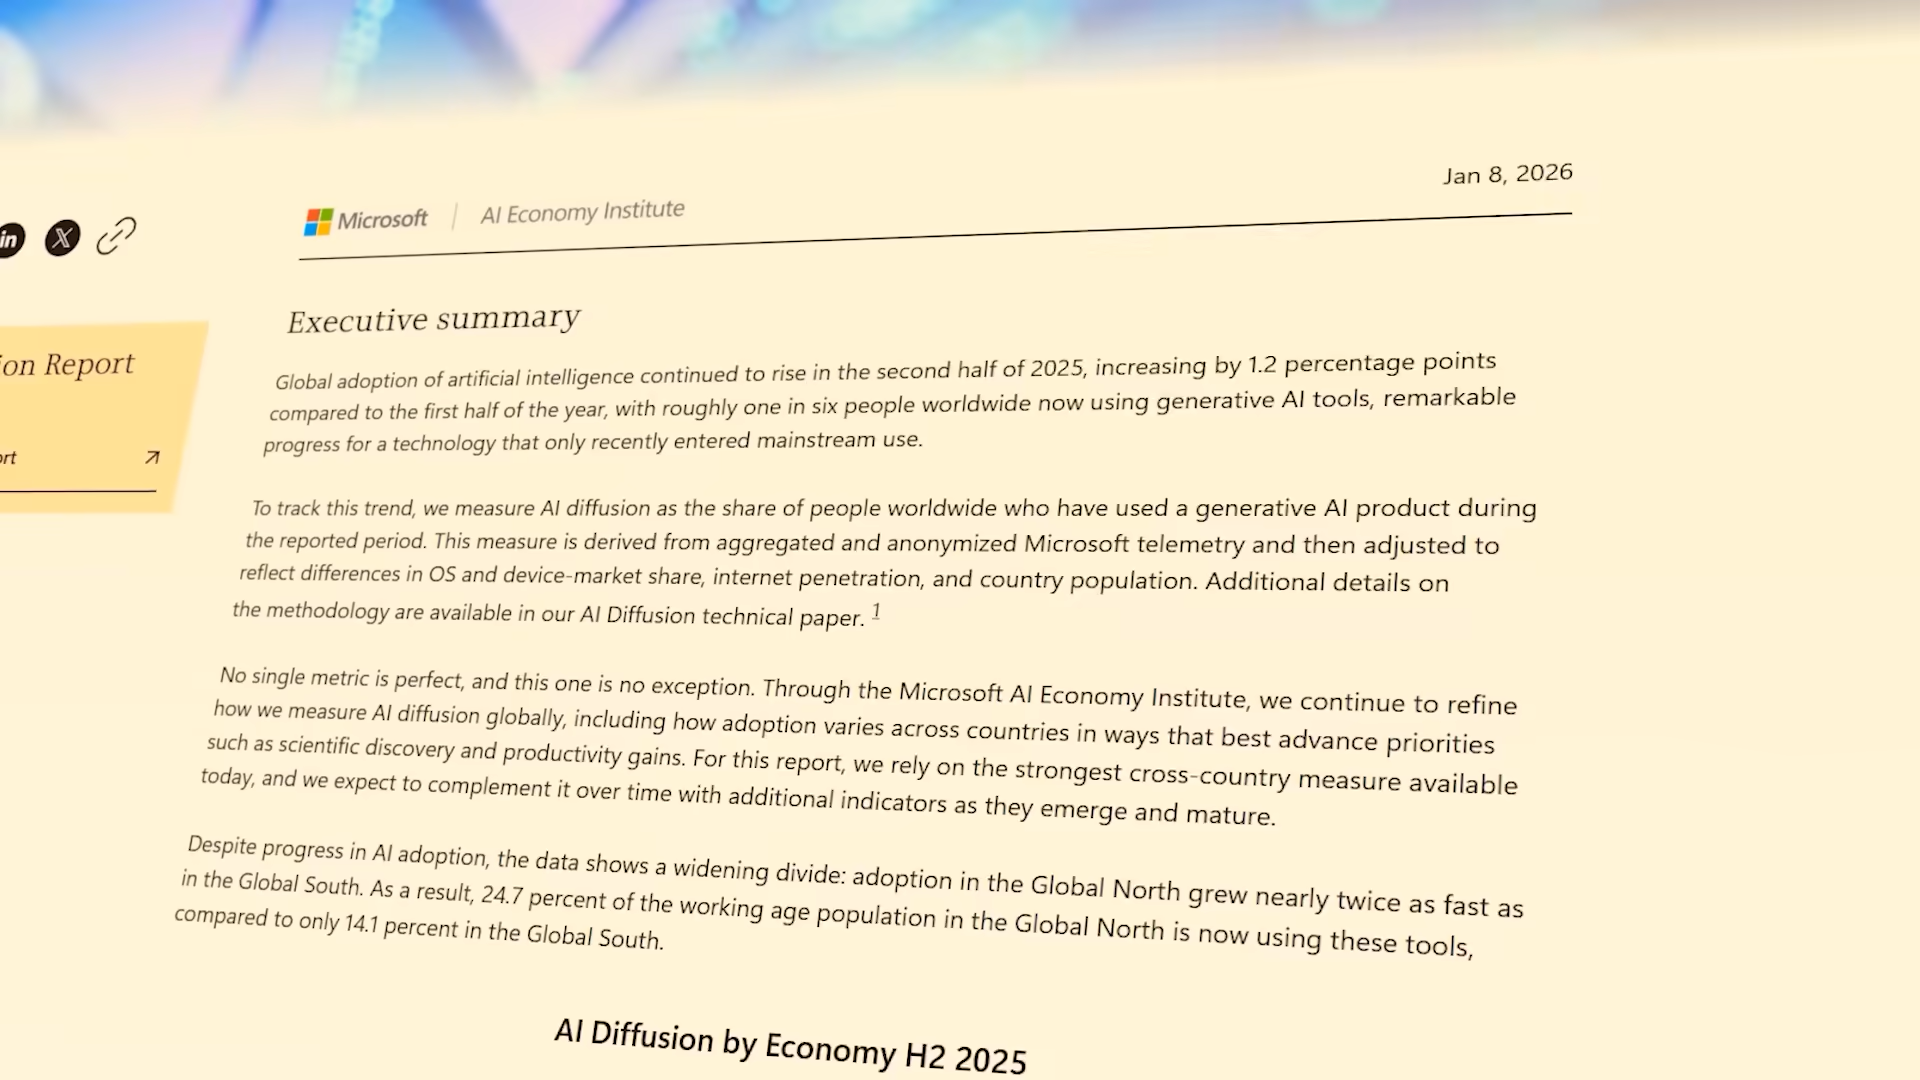 Jan 8, 2026
in X
Microsoft | AI Economy Institute
ion Report
ort
Executive summary
Global adoption of artificial intelligence continued to rise in the second half of 2025, increasing by 1.2 percentage points
compared to the first half of the year, with roughly one in six people worldwide now using generative AI tools, remarkable
progress for a technology that only recently entered mainstream use.
To track this trend, we measure AI diffusion as the share of people worldwide who have used a generative AI product during
the reported period. This measure is derived from aggregated and anonymized Microsoft telemetry and then adjusted to
reflect differences in OS and device-market share, internet penetration, and country population. Additional details on
the methodology are available in our AI Diffusion technical paper. 1
No single metric is perfect, and this one is no exception. Through the Microsoft AI Economy Institute, we continue to refine
how we measure AI diffusion globally, including how adoption varies across countries in ways that best advance priorities
such as scientific discovery and productivity gains. For this report, we rely on the strongest cross-country measure available
today, and we expect to complement it over time with additional indicators as they emerge and mature.
Despite progress in AI adoption, the data shows a widening divide: adoption in the Global North grew nearly twice as fast as
in the Global South. As a result, 24.7 percent of the working age population in the Global North is now using these tools,
compared to only 14.1 percent in the Global South.
AI Diffusion by Economy H2 2025